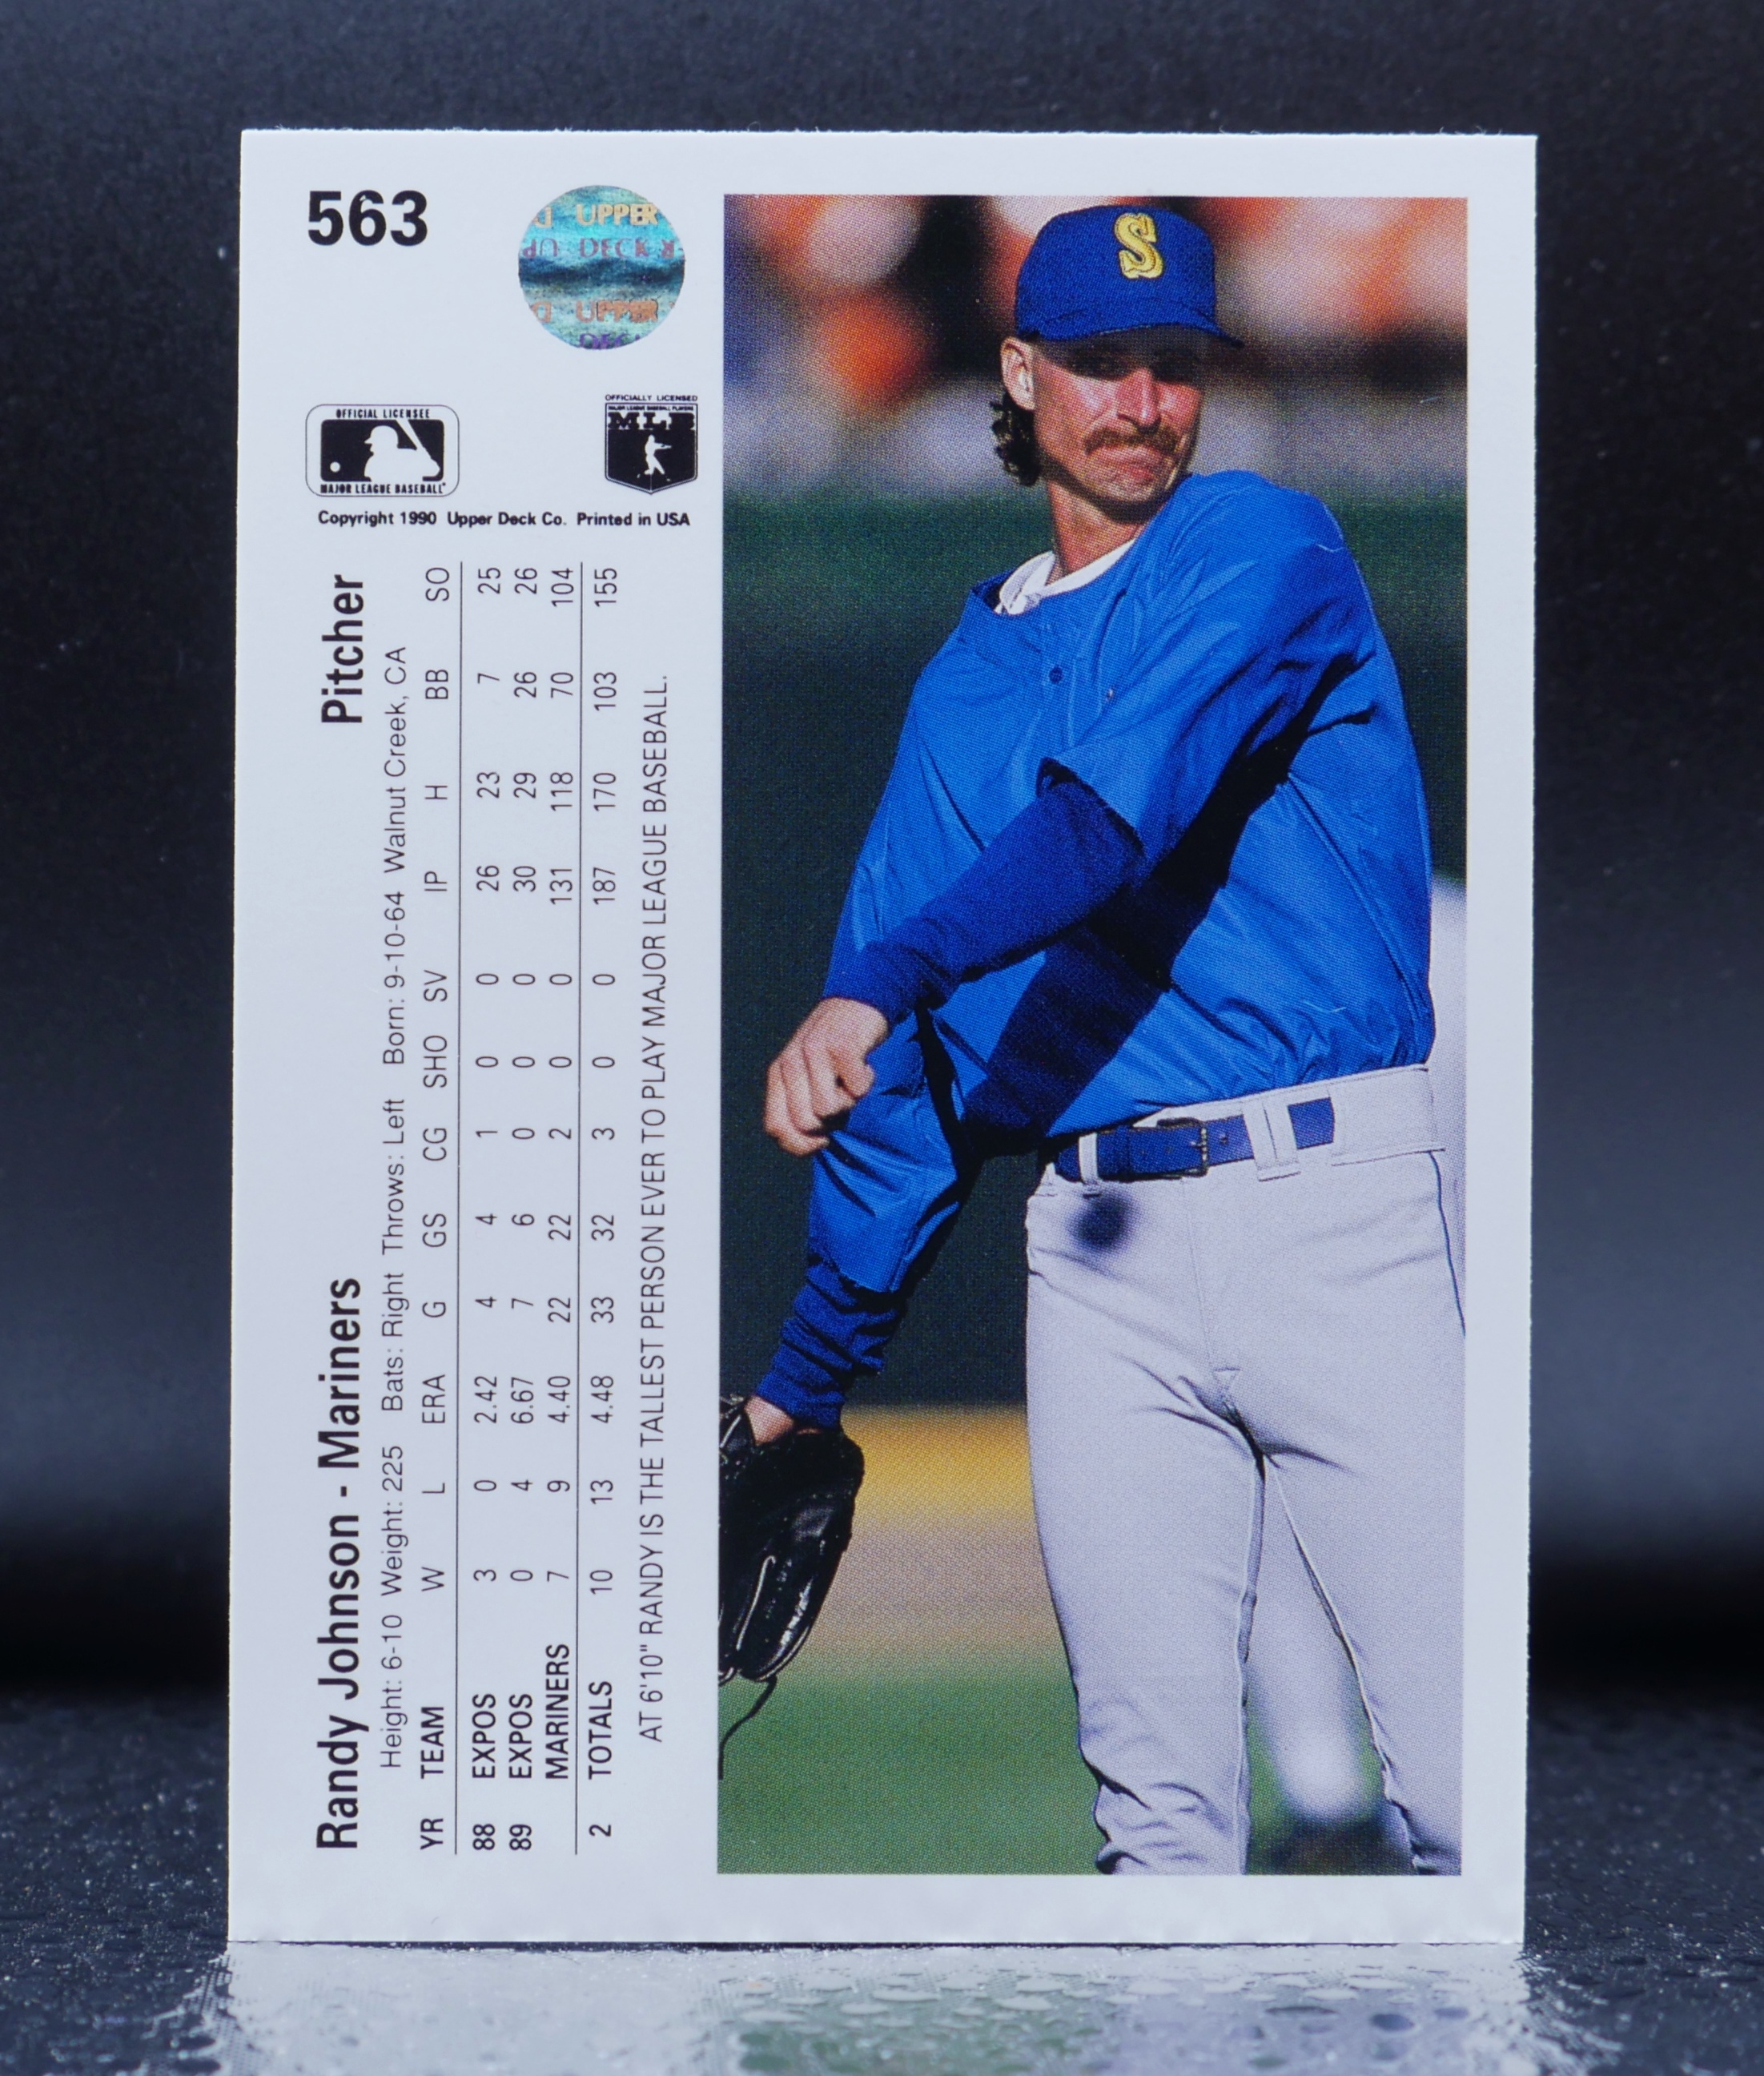 563
UPPER
UP DECK
UPPER
OFFICIAL LICENSEE
MAJOR LEAGUE BASEBALL
OFFICIALLY LICENSED
MAJOR LEAGUE BASEBALL PLAYERS
MLB
Copyright 1990 Upper Deck Co. Printed in USA
Randy Johnson - Mariners Pitcher
Height: 6-10 Weight: 225 Bats: Right Throws: Left Born: 9-10-64 Walnut Creek, CA
YR TEAM W L ERA G GS CG SHO SV IP H BB SO
88 EXPOS 3 0 2.42 4 4 1 0 0 26 23 7 25
89 EXPOS 0 4 6.67 7 6 0 0 0 30 29 26 26
MARINERS 7 9 4.40 22 22 2 0 0 131 118 70 104
2 TOTALS 10 13 4.48 33 32 3 0 0 187 170 103 155
AT 6'10" RANDY IS THE TALLEST PERSON EVER TO PLAY MAJOR LEAGUE BASEBALL.
S